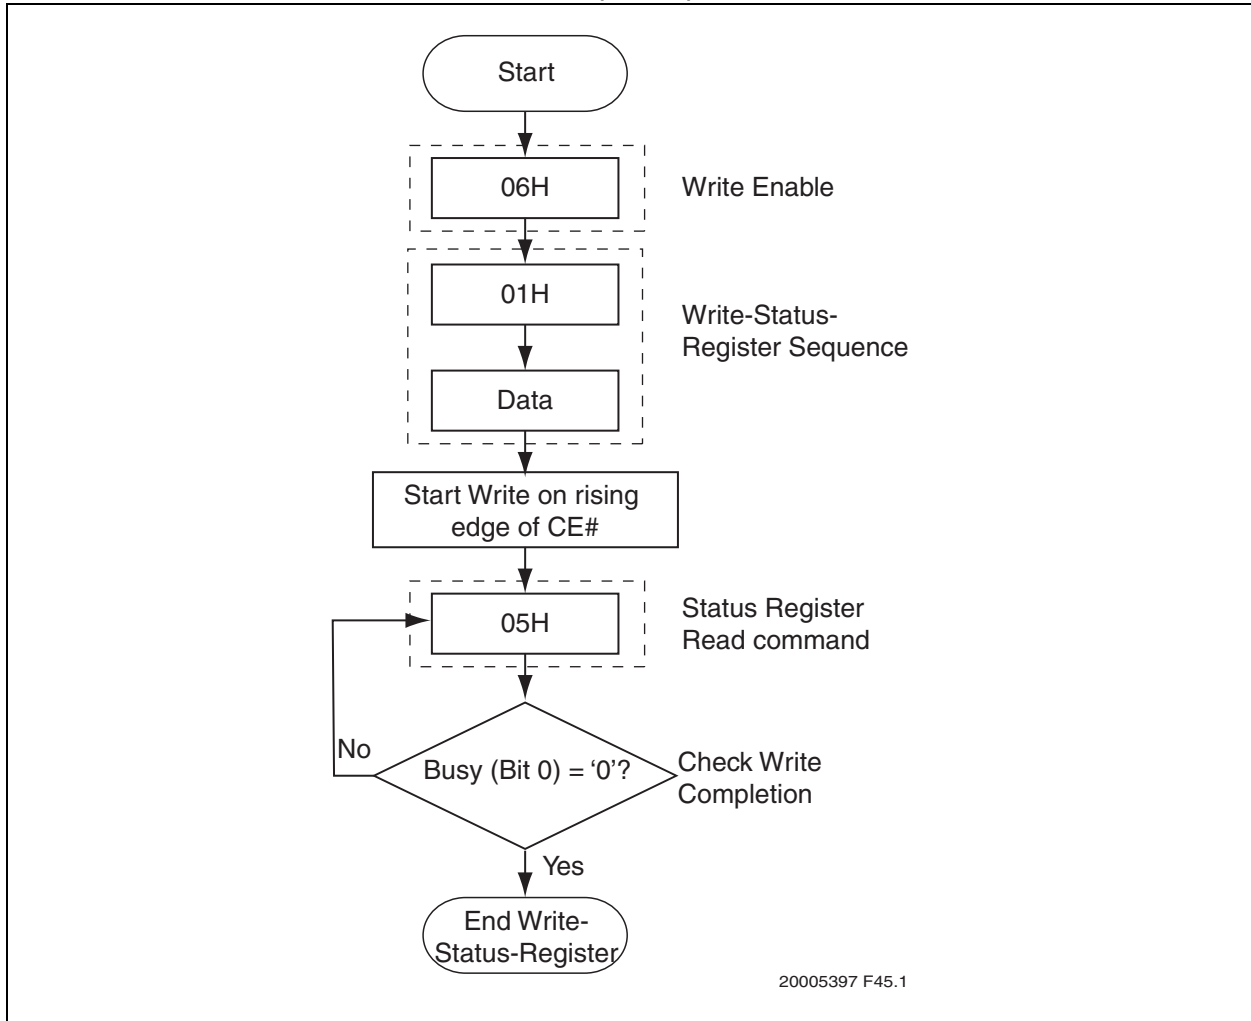 Start
06H
Write Enable
01H
Write-Status-
Register Sequence
Data
Start Write on rising
edge of CE#
05H
Status Register
Read command
No
Busy (Bit 0) = ‘0’?
Check Write
Completion
Yes
End Write-
Status-Register
20005397 F45.1